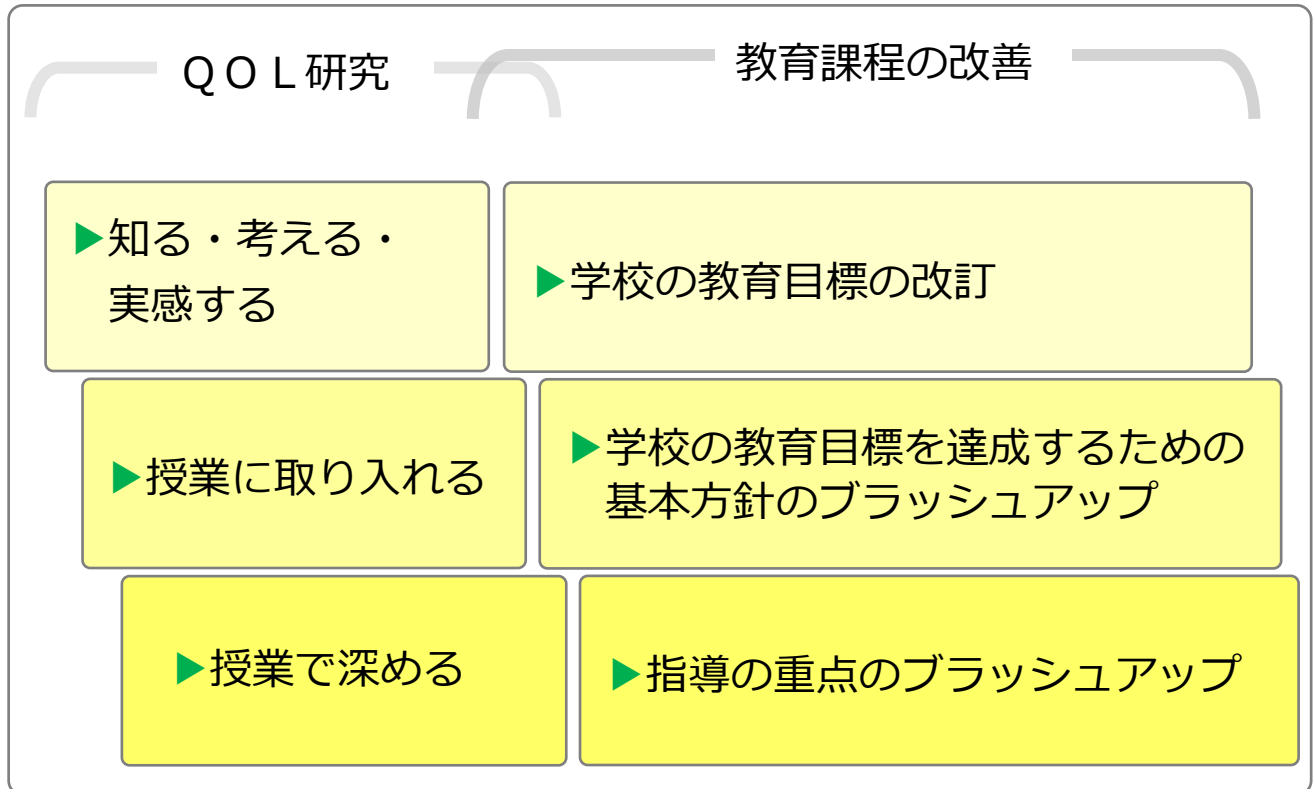 ＱＯＬ研究
教育課程の改善
▶知る・考える・
実感する
▶学校の教育目標の改訂
▶授業に取り入れる
▶学校の教育目標を達成するための
基本方針のブラッシュアップ
▶授業で深める
▶指導の重点のブラッシュアップ